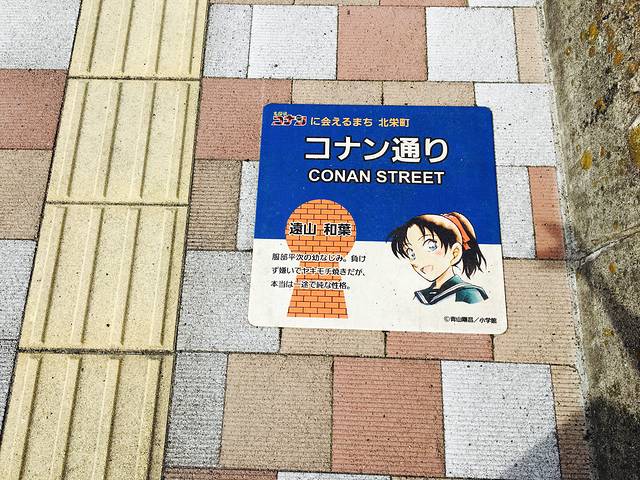 名探偵コナンに会えるまち 北栄町
コナン通り
CONAN STREET
遠山 和葉
服部平次の幼なじみ。負け
ず嫌いでヤキモチ焼きだが、
本当は一途で純な性格。
©青山剛昌/小学館